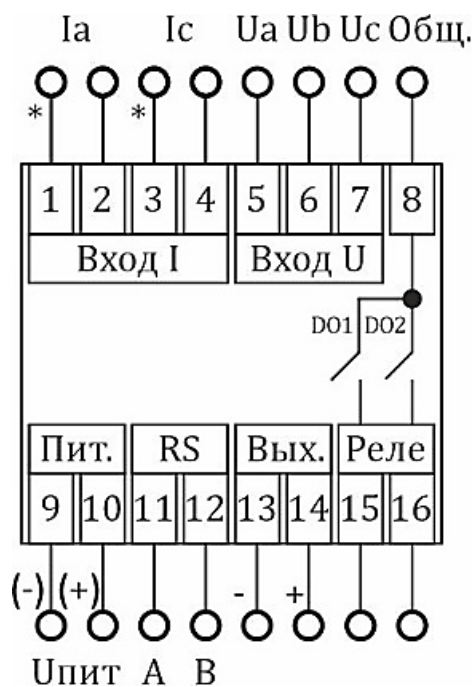 Ia Ic Ua Ub Uc Общ.
* *
1 2 3 4 5 6 7 8
Вход I Вход U
DO1 DO2
Пит. RS Вых. Реле
9 10 11 12 13 14 15 16
(-) (+) - +
Uпит A B